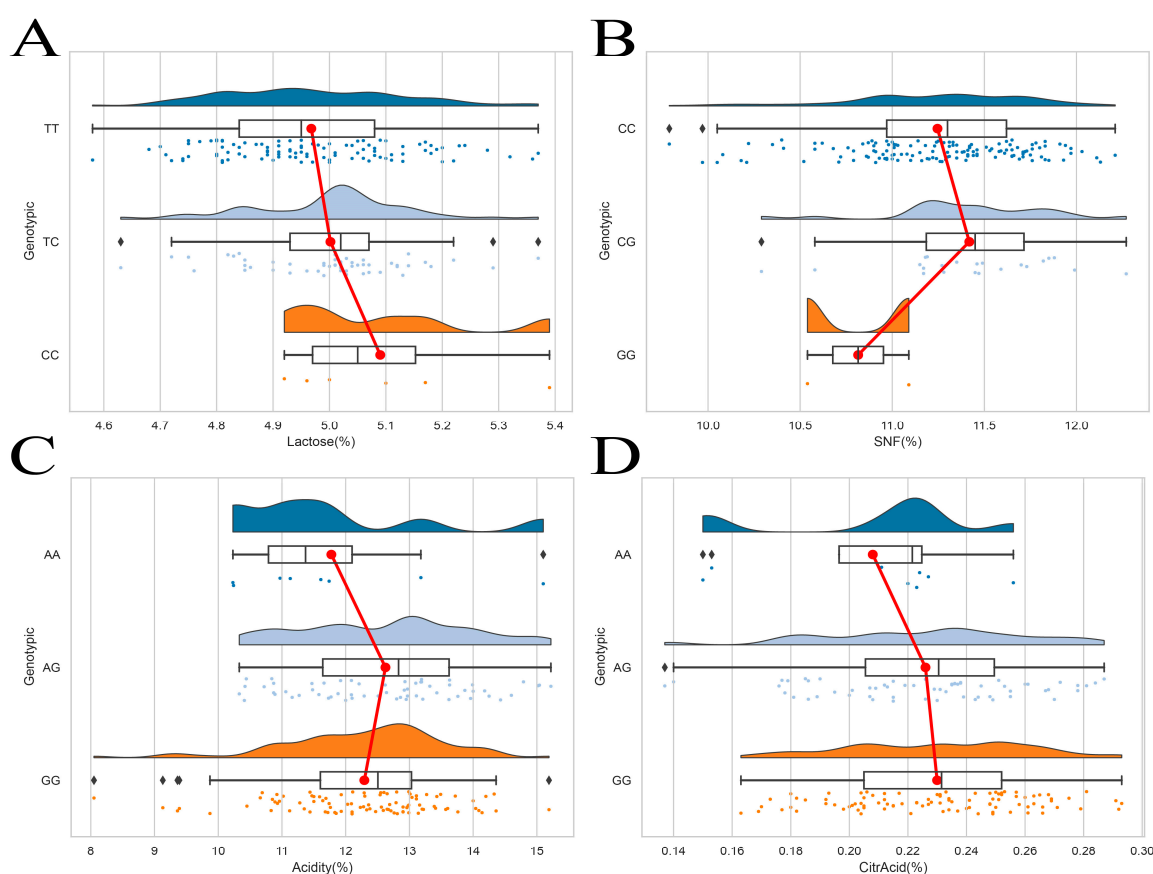 A
B
Genotypic
TT
TC
CC
4.6 4.7 4.8 4.9 5.0 5.1 5.2 5.3 5.4
Lactose(%)
Genotypic
CC
CG
GG
10.0 10.5 11.0 11.5 12.0
SNF(%)
C
D
Genotypic
AA
AG
GG
8 9 10 11 12 13 14 15
Acidity(%)
Genotypic
AA
AG
GG
0.14 0.16 0.18 0.20 0.22 0.24 0.26 0.28 0.30
CitrAcid(%)